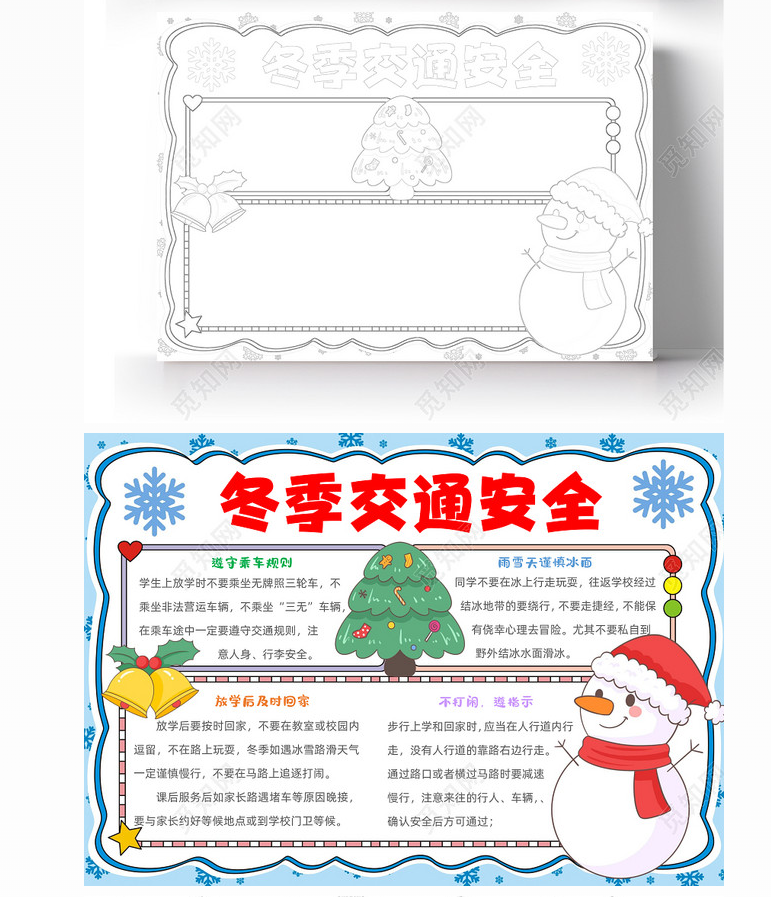 冬季交通安全
觅知网
觅知网
觅知网
觅知网
觅知网
觅知网
冬季交通安全
遵守乘车规则
学生上放学时不要乘坐无牌照三轮车，不
乘坐非法营运车辆，不乘坐“三无”车辆，
在乘车途中一定要遵守交通规则，注
意人身、行李安全。
雨雪天谨慎冰面
同学不要在冰上行走玩耍，往返学校经过
结冰地带的要绕行，不要走捷径，不能保
有侥幸心理去冒险。尤其不要私自到
野外结冰水面滑冰。
放学后及时回家
放学后要按时回家，不要在教室或校园内
逗留，不在路上玩耍，冬季如遇冰雪路滑天气
一定谨慎慢行，不要在马路上追逐打闹。
课后服务后如家长路遇堵车等原因晚接，
要与家长约好等候地点或到学校门卫等候。
不打闹、遵指示
步行上学和回家时，应当在人行道内行
走，没有人行道的靠路右边行走。
通过路口或者横过马路时要减速
慢行，注意来往的行人、车辆，、
确认安全后方可通过；